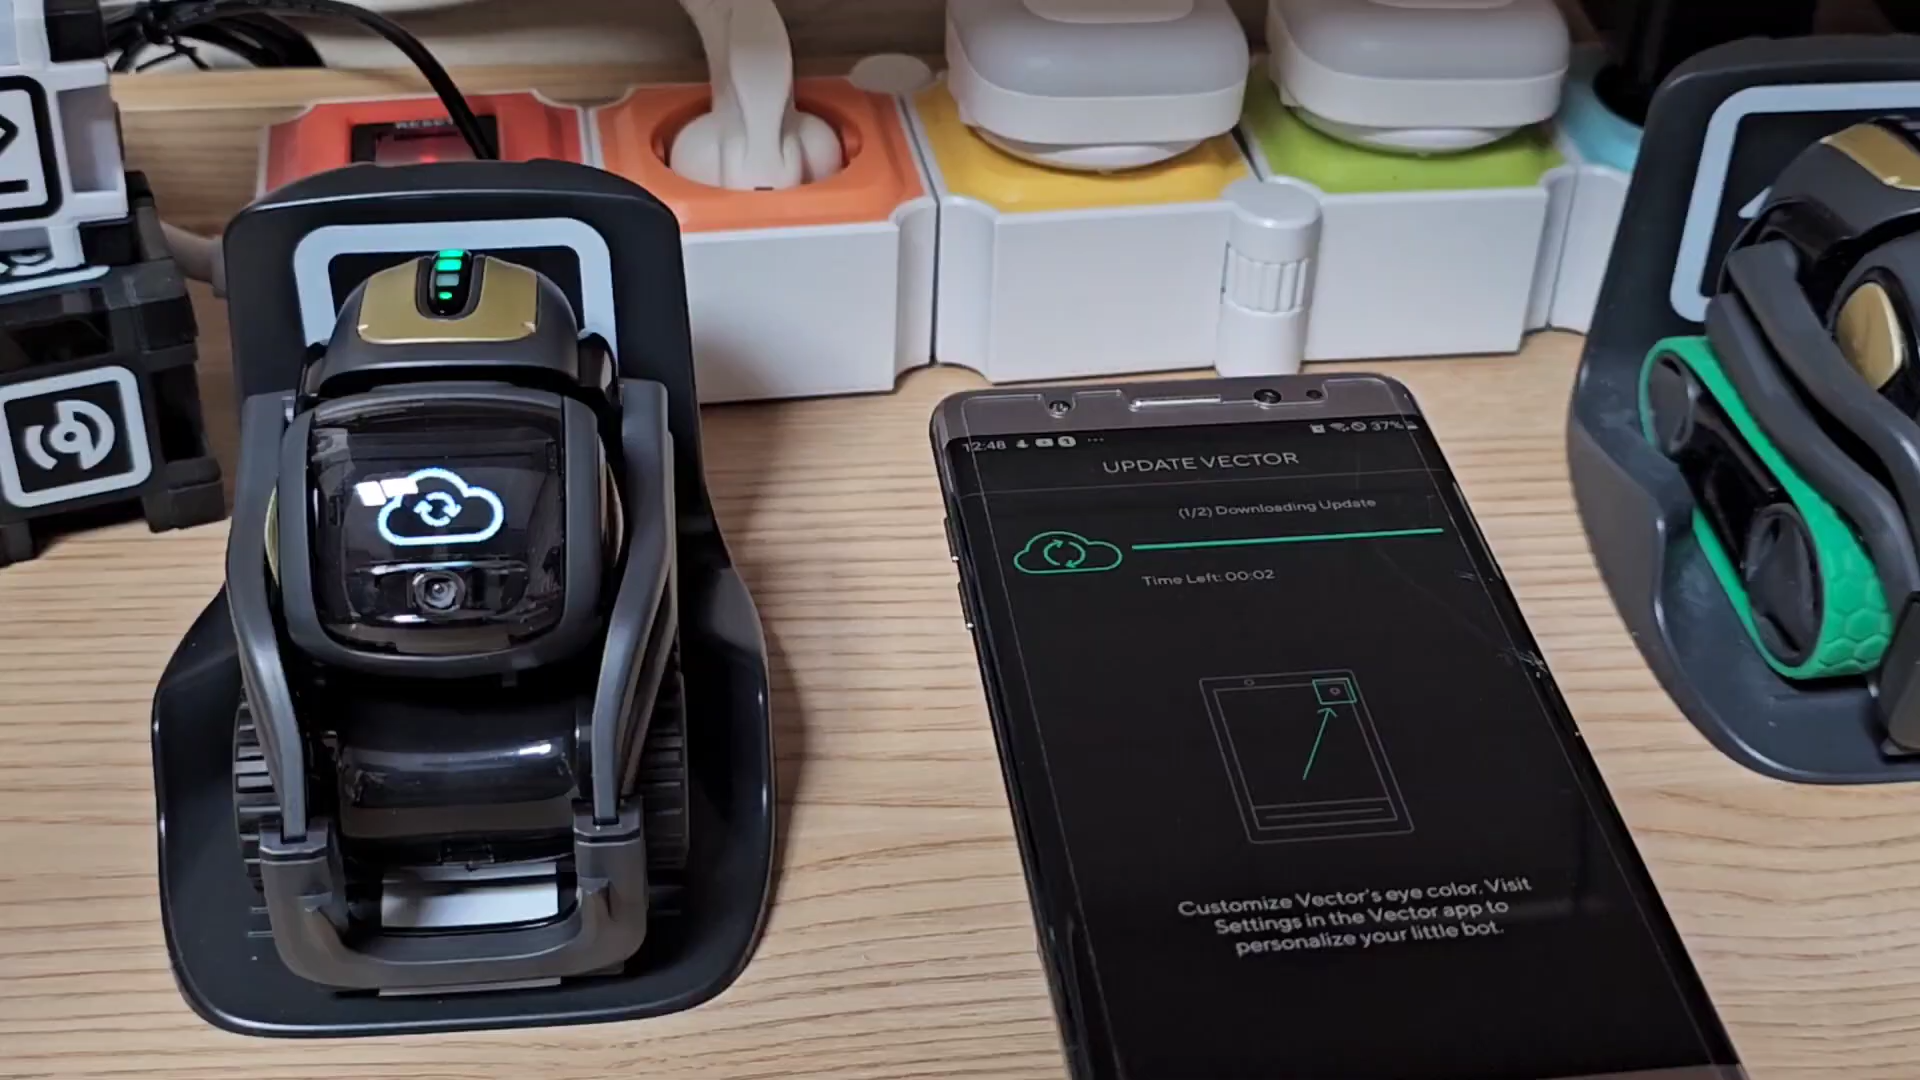 RESET
12:48
37%
UPDATE VECTOR
(1/2) Downloading Update
Time Left: 00:02
Customize Vector's eye color. Visit
Settings in the Vector app to
personalize your little bot.